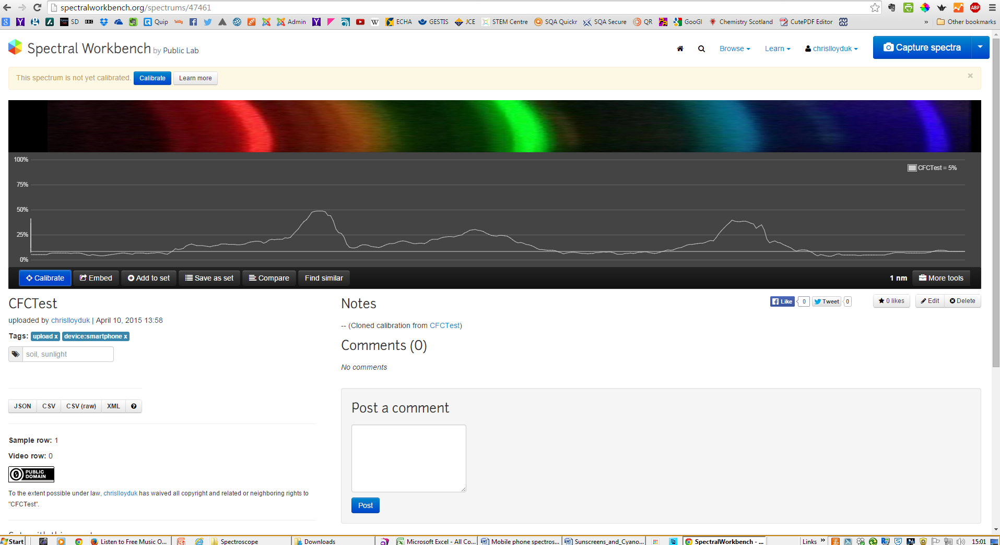 spectralworkbench.org/spectrums/47461
SD BBC Quip bitly Admin W ECHA GESTIS JCE STEM Centre SQA Quickr SQA Secure QR GooGl Chemistry Scotland CutePDF Editor » Other bookmarks
Spectral Workbench by Public Lab
Browse Learn chrislloyduk Capture spectra
This spectrum is not yet calibrated. Calibrate Learn more ×
100%
CFCTest = 5%
75%
50%
25%
0%
Calibrate Embed Add to set Save as set Compare Find similar 1 nm More tools
CFCTest
uploaded by chrislloyduk | April 10, 2015 13:58
Tags: upload x device:smartphone x
soil, sunlight
Notes
Like 0 Tweet 0 0 likes Edit Delete
-- (Cloned calibration from CFCTest)
Comments (0)
No comments
JSON CSV CSV (raw) XML ?
Post a comment
Post
Sample row: 1
Video row: 0
PUBLIC
DOMAIN
To the extent possible under law, chrislloyduk has waived all copyright and related or neighboring rights to
"CFCTest".
Start Listen to Free Music O... Spectroscope Downloads Microsoft Excel - All Co... Mobile phone spectros... Sunscreens_and_Cyano... SpectralWorkbench - ... Links » 15:01